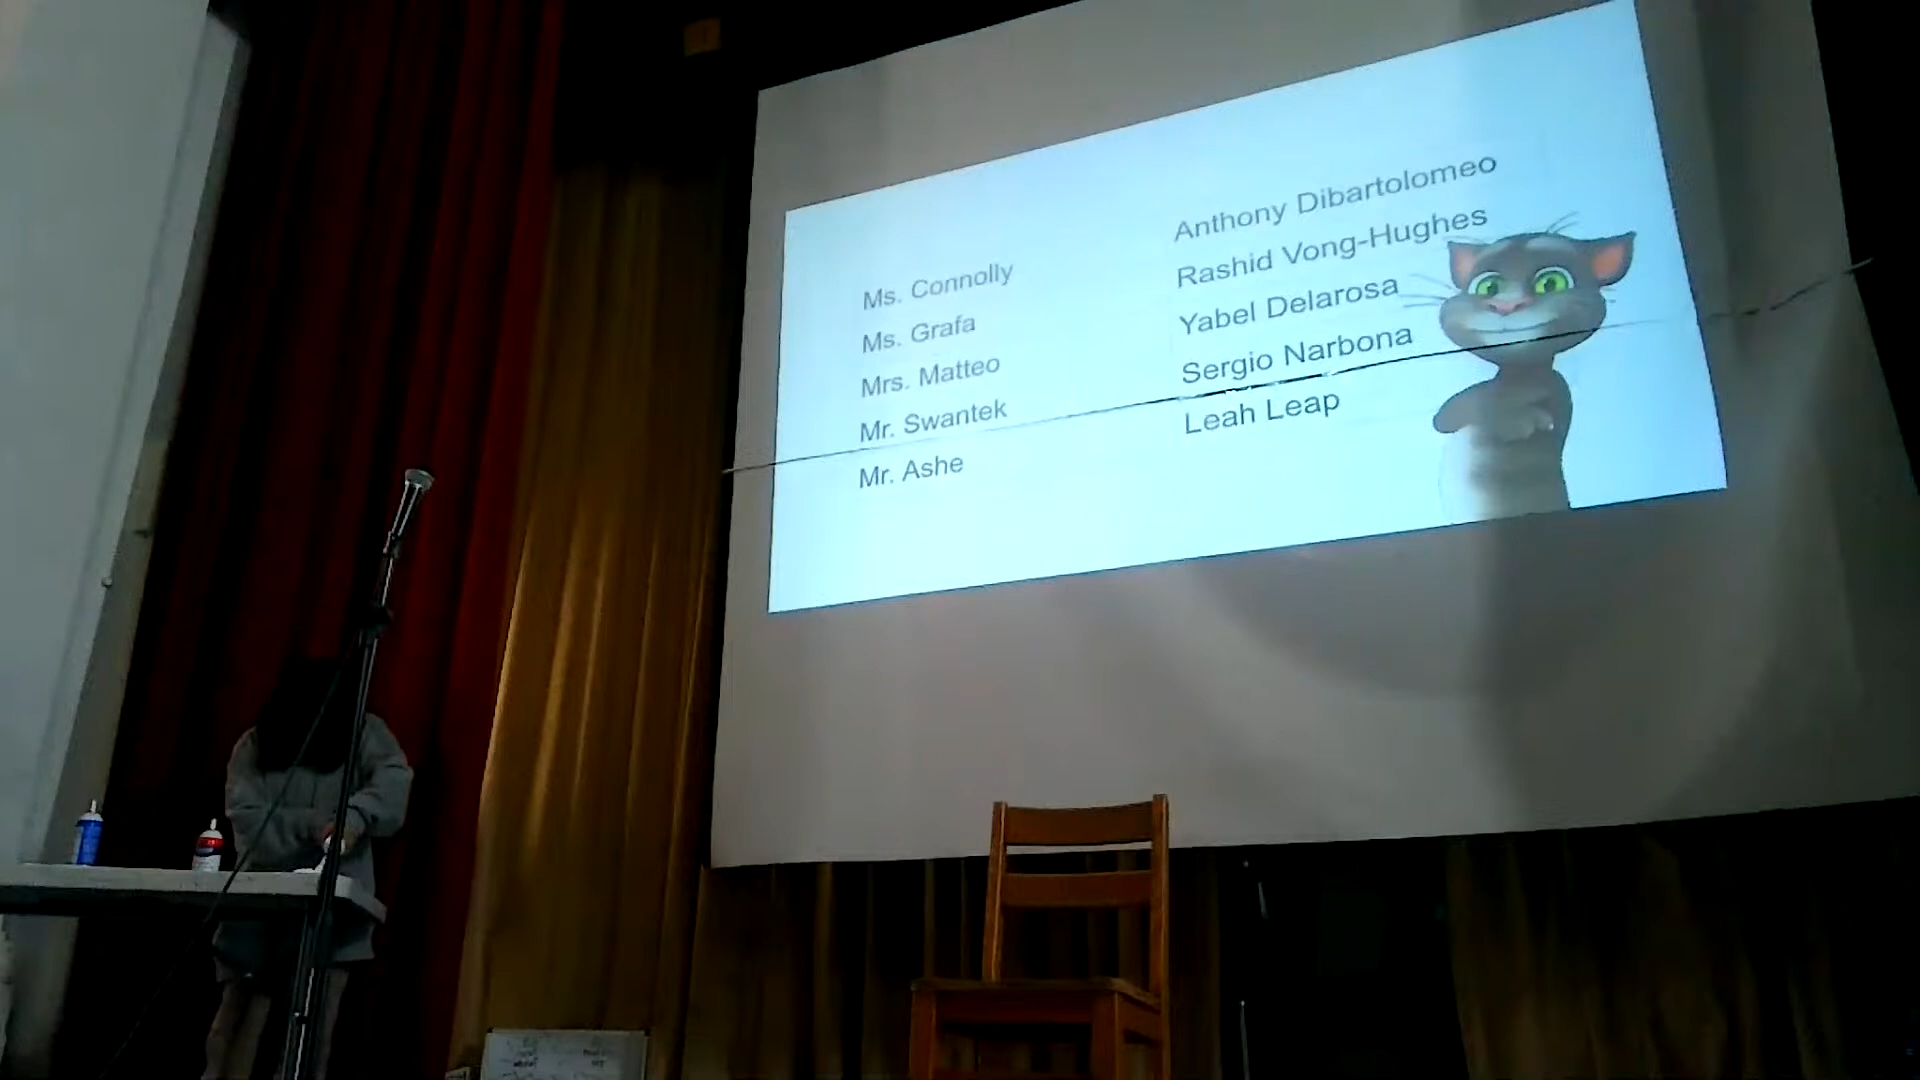 Ms. Connolly
Ms. Grafa
Mrs. Matteo
Mr. Swantek
Mr. Ashe
Anthony Dibartolomeo
Rashid Vong-Hughes
Yabel Delarosa
Sergio Narbona
Leah Leap